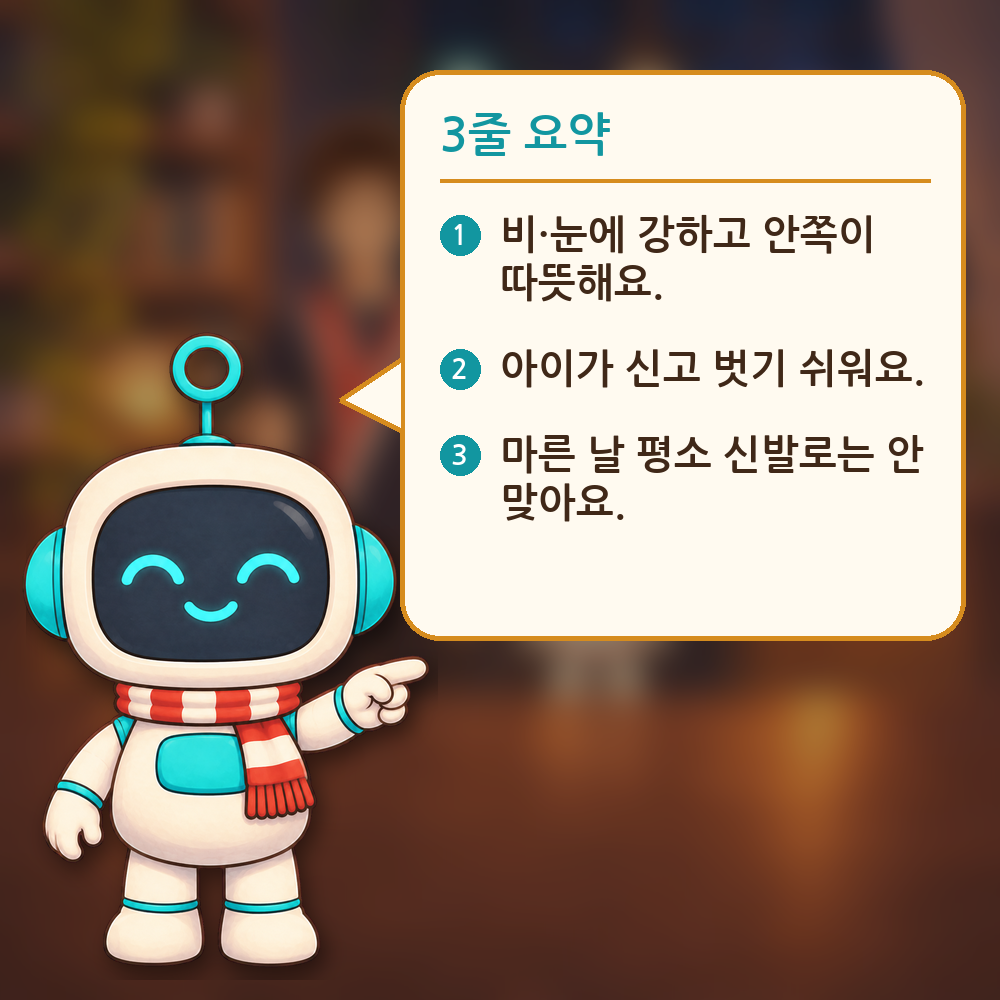 3줄 요약
1 비·눈에 강하고 안쪽이
따뜻해요.
2 아이가 신고 벗기 쉬워요.
3 마른 날 평소 신발로는 안
맞아요.